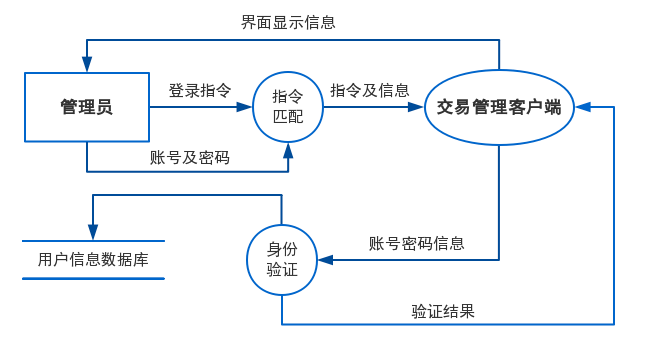 界面显示信息
管理员
登录指令
指令
匹配
指令及信息
交易管理客户端
账号及密码
账号密码信息
用户信息数据库
身份
验证
验证结果